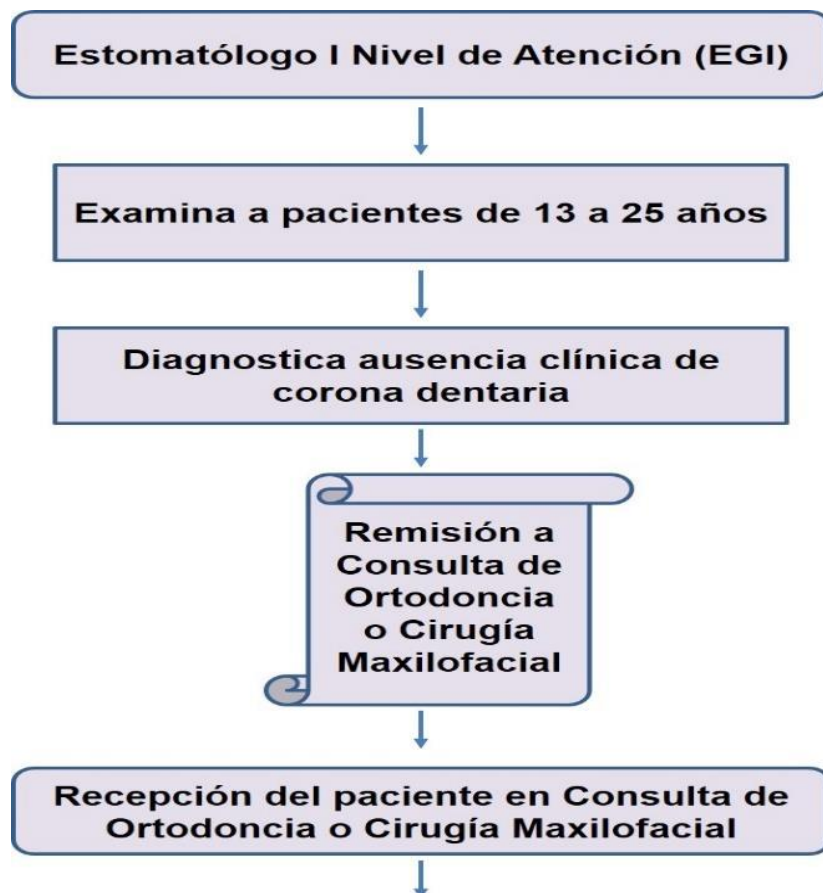 Estomatólogo I Nivel de Atención (EGI)
Examina a pacientes de 13 a 25 años
Diagnostica ausencia clínica de
corona dentaria
Remisión a
Consulta de
Ortodoncia
o Cirugía
Maxilofacial
Recepción del paciente en Consulta de
Ortodoncia o Cirugía Maxilofacial